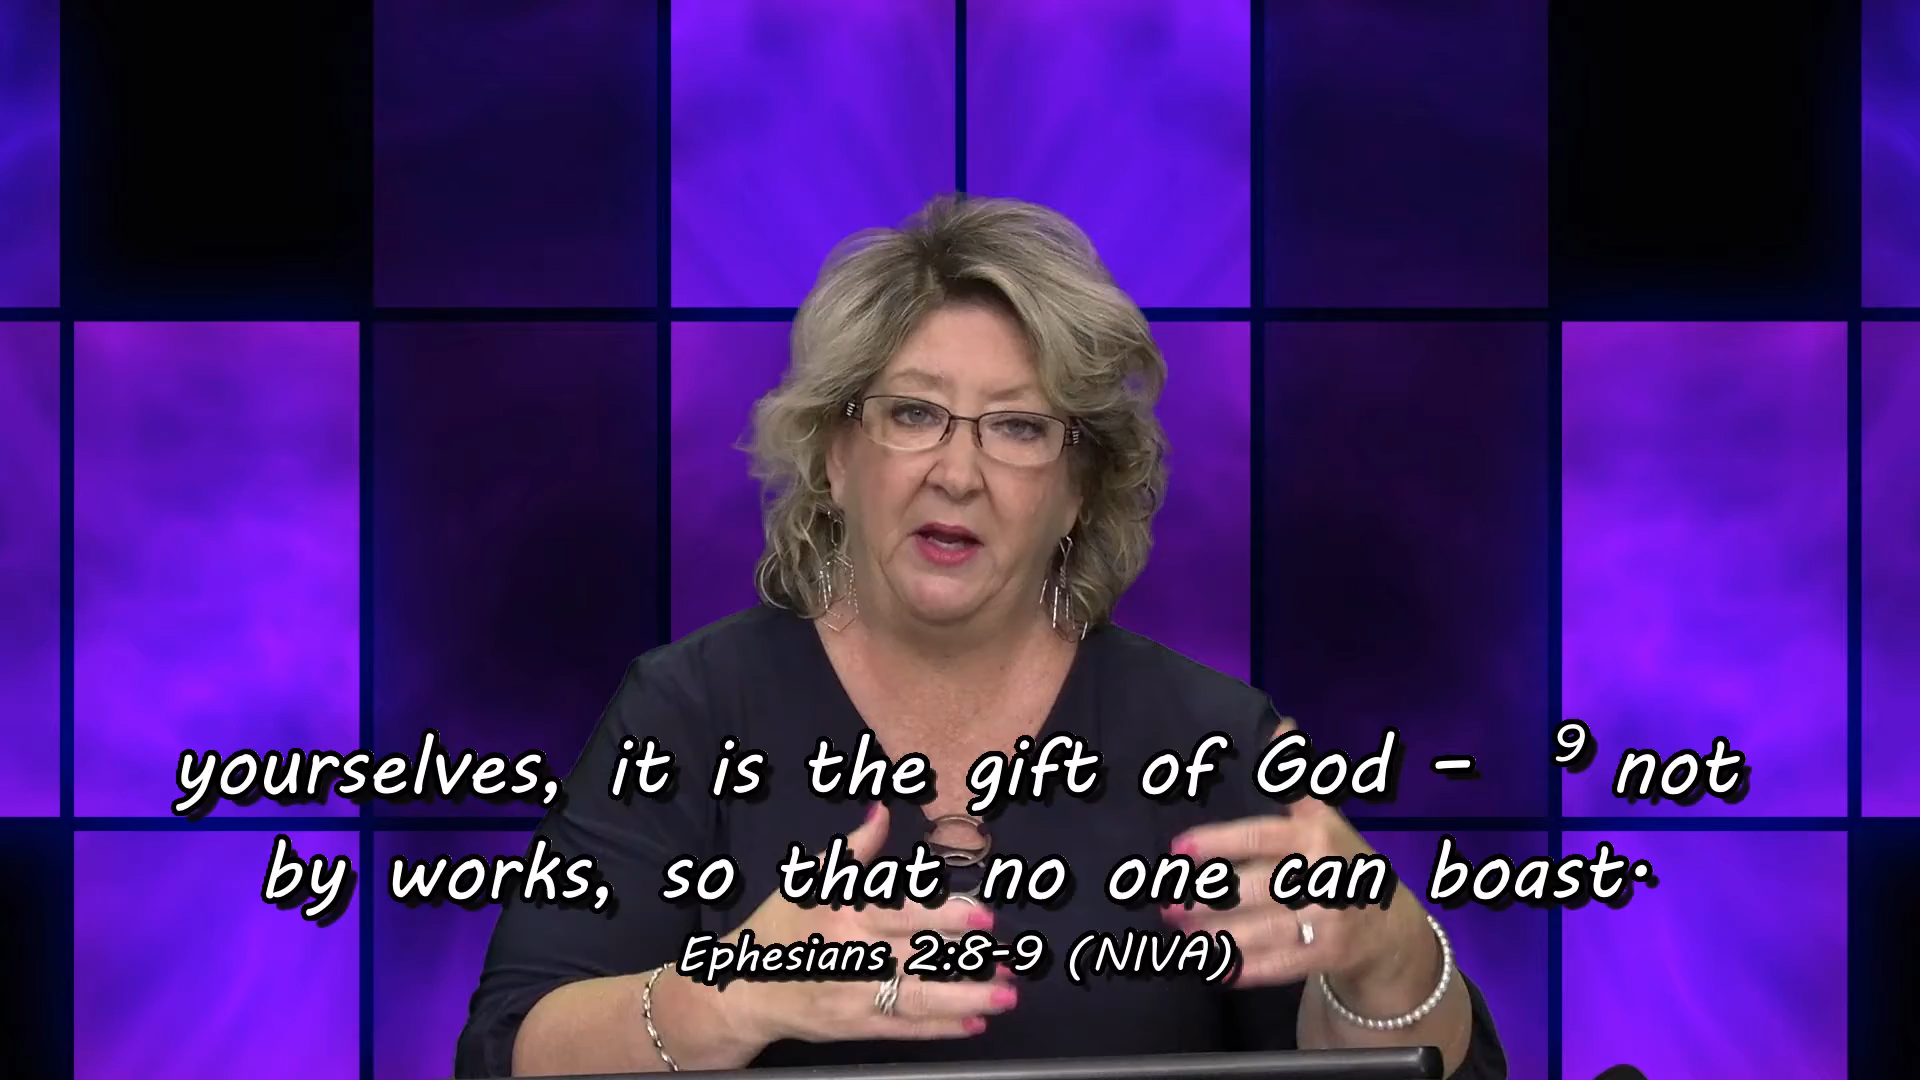 yourselves, it is the gift of God – ⁹ not
by works, so that no one can boast.
Ephesians 2:8-9 (NIVA)